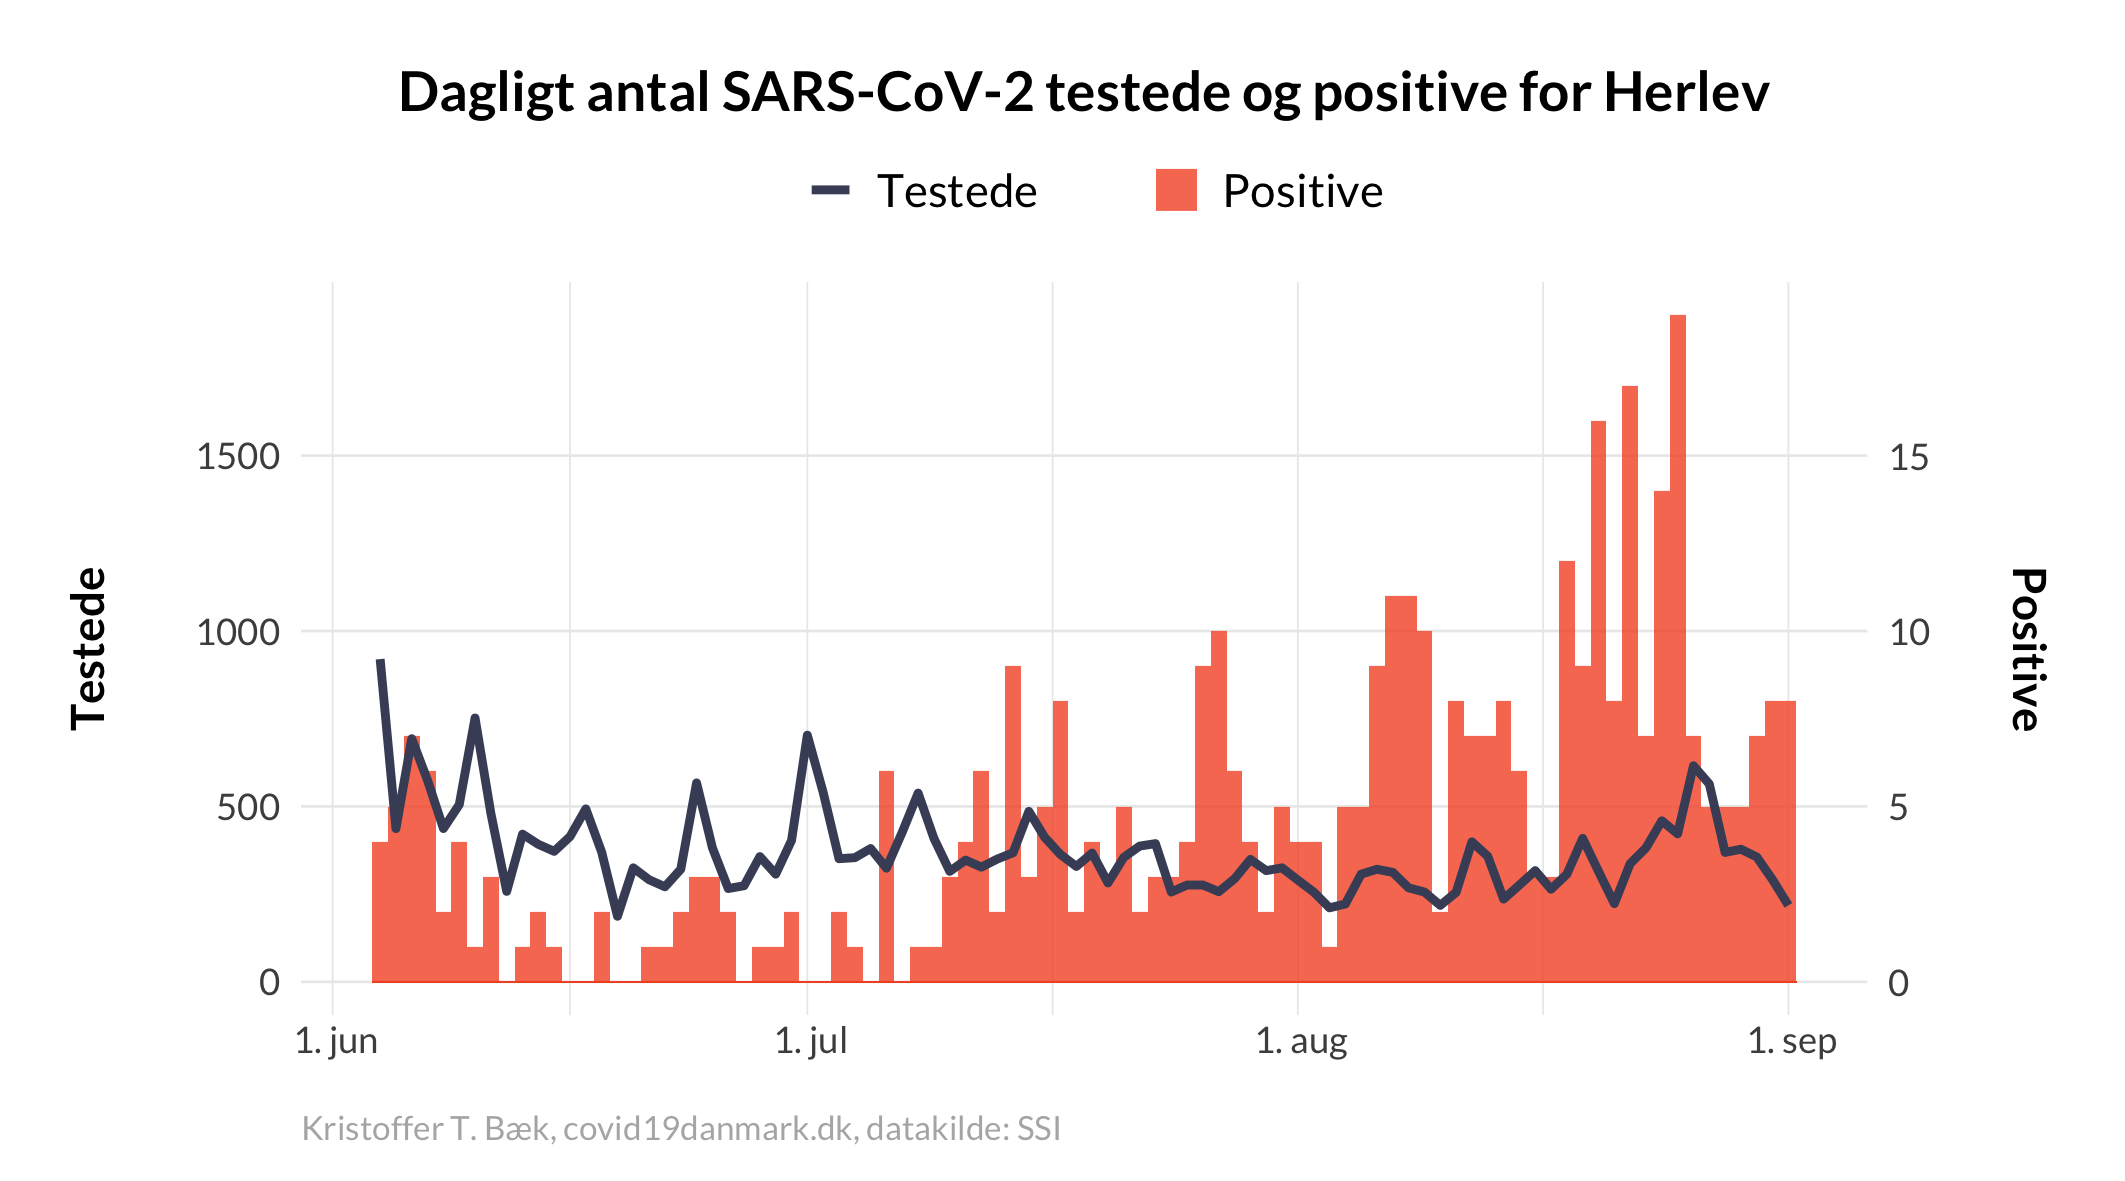 Dagligt antal SARS-CoV-2 testede og positive for Herlev
Testede
Positive
Testede
1500
1000
500
0
15
10
5
0
Positive
1. jun
1. jul
1. aug
1. sep
Kristoffer T. Bæk, covid19danmark.dk, datakilde: SSI